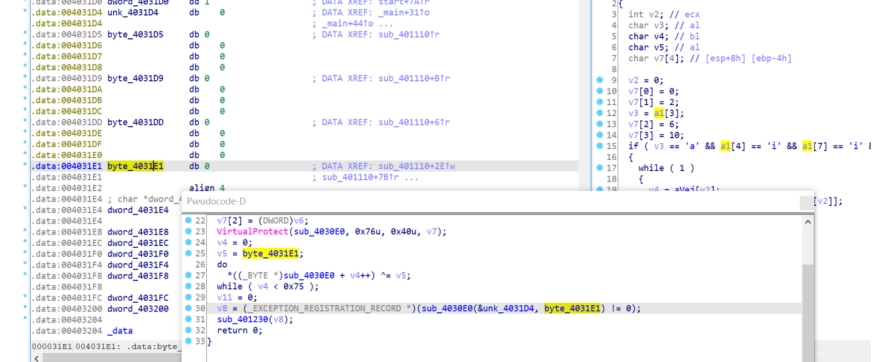 .data:004031D0 dword_4031D0 dd 1 ; DATA XREF: start+7A↑r
.data:004031D4 unk_4031D4 db 0 ; DATA XREF: _main+31↑o
.data:004031D4 ; _main+44↑o ...
.data:004031D5 byte_4031D5 db 0 ; DATA XREF: sub_401110↑r
.data:004031D6 db 0
.data:004031D7 db 0
.data:004031D8 db 0
.data:004031D9 byte_4031D9 db 0 ; DATA XREF: sub_401110+B↑r
.data:004031DA db 0
.data:004031DB db 0
.data:004031DC db 0
.data:004031DD byte_4031DD db 0 ; DATA XREF: sub_401110+6↑r
.data:004031DE db 0
.data:004031DF db 0
.data:004031E0 db 0
.data:004031E1 byte_4031E1 db 0 ; DATA XREF: sub_401110+2E↑w
.data:004031E1 ; sub_401110+7B↑r ...
.data:004031E2 align 4
.data:004031E4 ; char *dword_4
.data:004031E4 dword_4031E4
.data:004031E4
.data:004031E8 dword_4031E8
.data:004031EC dword_4031EC
.data:004031F0 dword_4031F0
.data:004031F4 dword_4031F4
.data:004031F8 dword_4031F8
.data:004031F8
.data:004031FC dword_4031FC
.data:00403200 dword_403200
.data:00403204
.data:00403204 _data
000031E1 004031E1: .data:byte_
2 {
3 int v2; // ecx
4 char v3; // al
5 char v4; // bl
6 char v5; // al
7 char v7[4]; // [esp+8h] [ebp-4h]
8
9 v2 = 0;
10 v7[0] = 0;
11 v7[1] = 2;
12 v3 = a1[3];
13 v7[2] = 6;
14 v7[3] = 10;
15 if ( v3 == 'a' && a1[4] == 'i' && a1[7] == 'i' &
16 {
17 while ( 1 )
18 {
[v2]];
Pseudocode-D
22 v7[2] = (DWORD)v6;
23 VirtualProtect(sub_4030E0, 0x76u, 0x40u, v7);
24 v4 = 0;
25 v5 = byte_4031E1;
26 do
27 *((_BYTE *)sub_4030E0 + v4++) ^= v5;
28 while ( v4 < 0x75 );
29 v11 = 0;
30 v8 = (_EXCEPTION_REGISTRATION_RECORD *)(sub_4030E0(&unk_4031D4, byte_4031E1) != 0);
31 sub_401230(v8);
32 return 0;
33 }